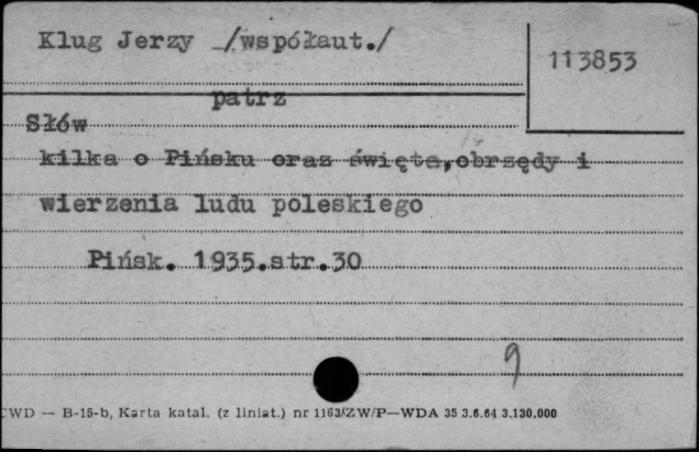 Klug Jerzy /współaut./
113853
patrz
Słów
kilka o Pińsku oraz święta, obrzędy i
wierzenia ludu poleskiego
Pińsk. 1935.str.30
9
CWD — B-15-b, Karta katal. (z liniat.) nr 1163/ZW/P—WDA 35 3.6.64 3.130.000